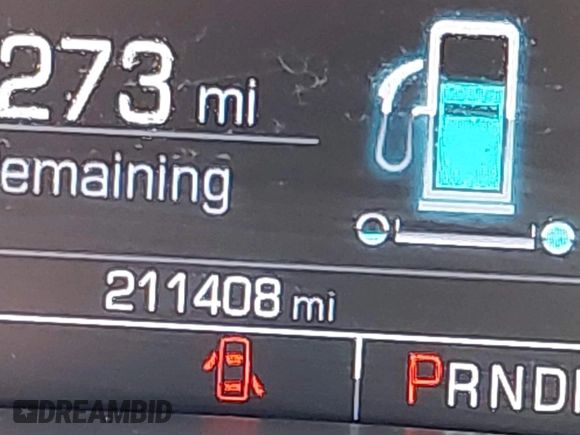 273 mi
emaining
211408 mi
PRND
DREAMBID